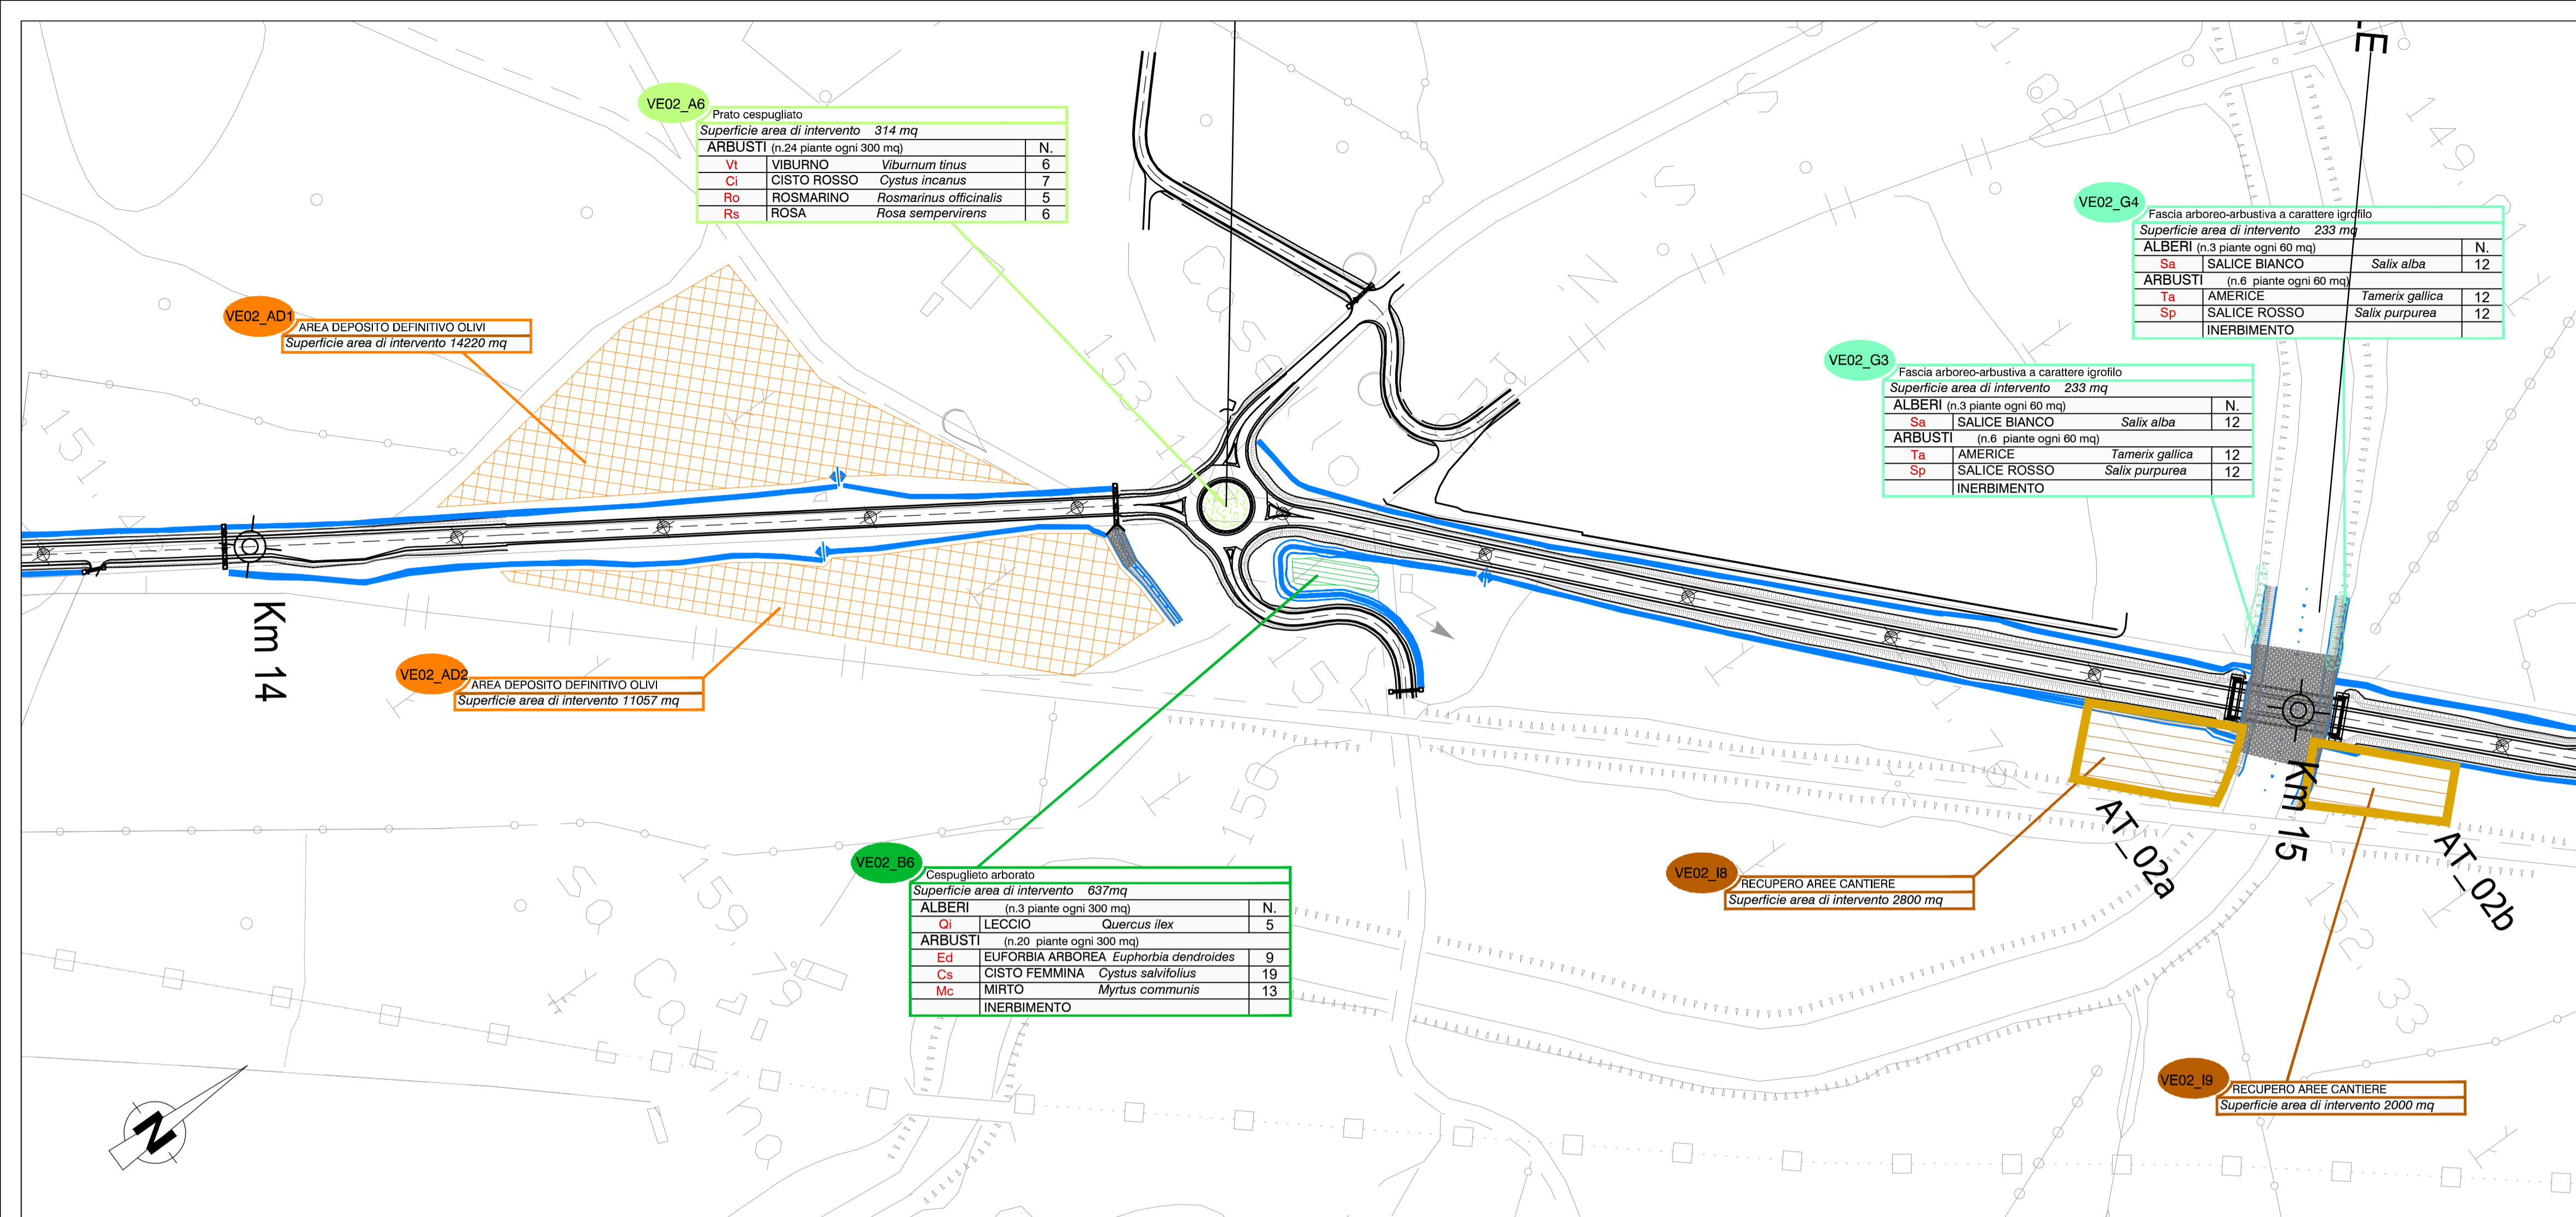 E
VE02_A6
Prato cespugliato
Superficie area di intervento 314 mq
ARBUSTI (n.24 piante ogni 300 mq) N.
Vt VIBURNO Viburnum tinus 6
Ci CISTO ROSSO Cystus incanus 7
Ro ROSMARINO Rosmarinus officinalis 5
Rs ROSA Rosa sempervirens 6
VE02_G4
Fascia arboreo-arbustiva a carattere igrofilo
Superficie area di intervento 233 mq
ALBERI (n.3 piante ogni 60 mq) N.
Sa SALICE BIANCO Salix alba 12
ARBUSTI (n.6 piante ogni 60 mq)
Ta AMERICE Tamerix gallica 12
Sp SALICE ROSSO Salix purpurea 12
INERBIMENTO
VE02_AD1
AREA DEPOSITO DEFINITIVO OLIVI
Superficie area di intervento 14220 mq
VE02_G3
Fascia arboreo-arbustiva a carattere igrofilo
Superficie area di intervento 233 mq
ALBERI (n.3 piante ogni 60 mq) N.
Sa SALICE BIANCO Salix alba 12
ARBUSTI (n.6 piante ogni 60 mq)
Ta AMERICE Tamerix gallica 12
Sp SALICE ROSSO Salix purpurea 12
INERBIMENTO
Km 14
VE02_AD2
AREA DEPOSITO DEFINITIVO OLIVI
Superficie area di intervento 11057 mq
Km 15
AT_02a
AT_02b
VE02_B6
Cespuglieto arborato
Superficie area di intervento 637mq
ALBERI (n.3 piante ogni 300 mq) N.
Qi LECCIO Quercus ilex 5
ARBUSTI (n.20 piante ogni 300 mq)
Ed EUFORBIA ARBOREA Euphorbia dendroides 9
Cs CISTO FEMMINA Cystus salvifolius 19
Mc MIRTO Myrtus communis 13
INERBIMENTO
VE02_I8
RECUPERO AREE CANTIERE
Superficie area di intervento 2800 mq
VE02_I9
RECUPERO AREE CANTIERE
Superficie area di intervento 2000 mq
N